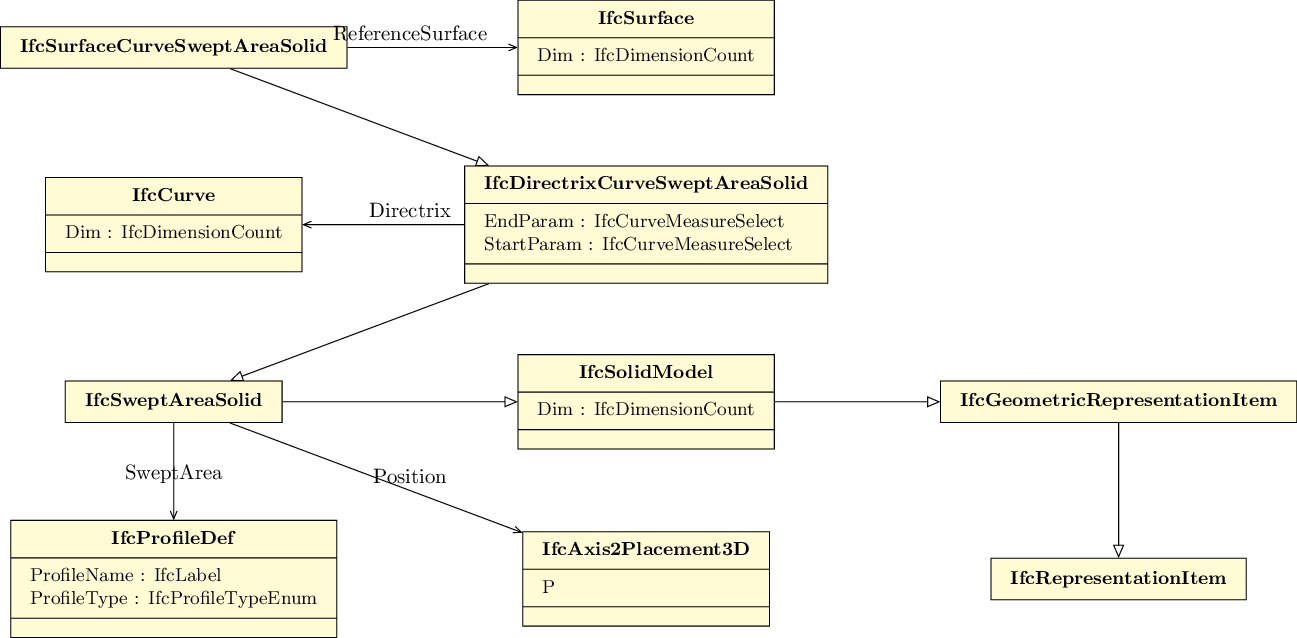 IfcSurface
IfcSurfaceCurveSweptAreaSolid
ReferenceSurface
Dim : IfcDimensionCount
IfcDirectrixCurveSweptAreaSolid
IfcCurve
Directrix
EndParam : IfcCurveMeasureSelect
Dim : IfcDimensionCount
StartParam : IfcCurveMeasureSelect
IfcSolidModel
IfcSweptAreaSolid
Dim : IfcDimensionCount
IfcGeometricRepresentationItem
SweptArea
Position
IfcProfileDef
IfcAxis2Placement3D
ProfileName : IfcLabel
P
IfcRepresentationItem
ProfileType : IfcProfileTypeEnum